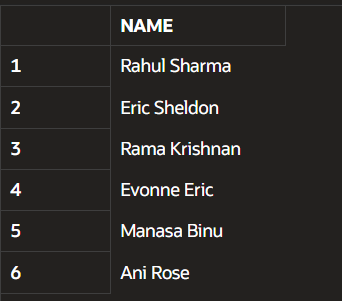 NAME
1 Rahul Sharma
2 Eric Sheldon
3 Rama Krishnan
4 Evonne Eric
5 Manasa Binu
6 Ani Rose